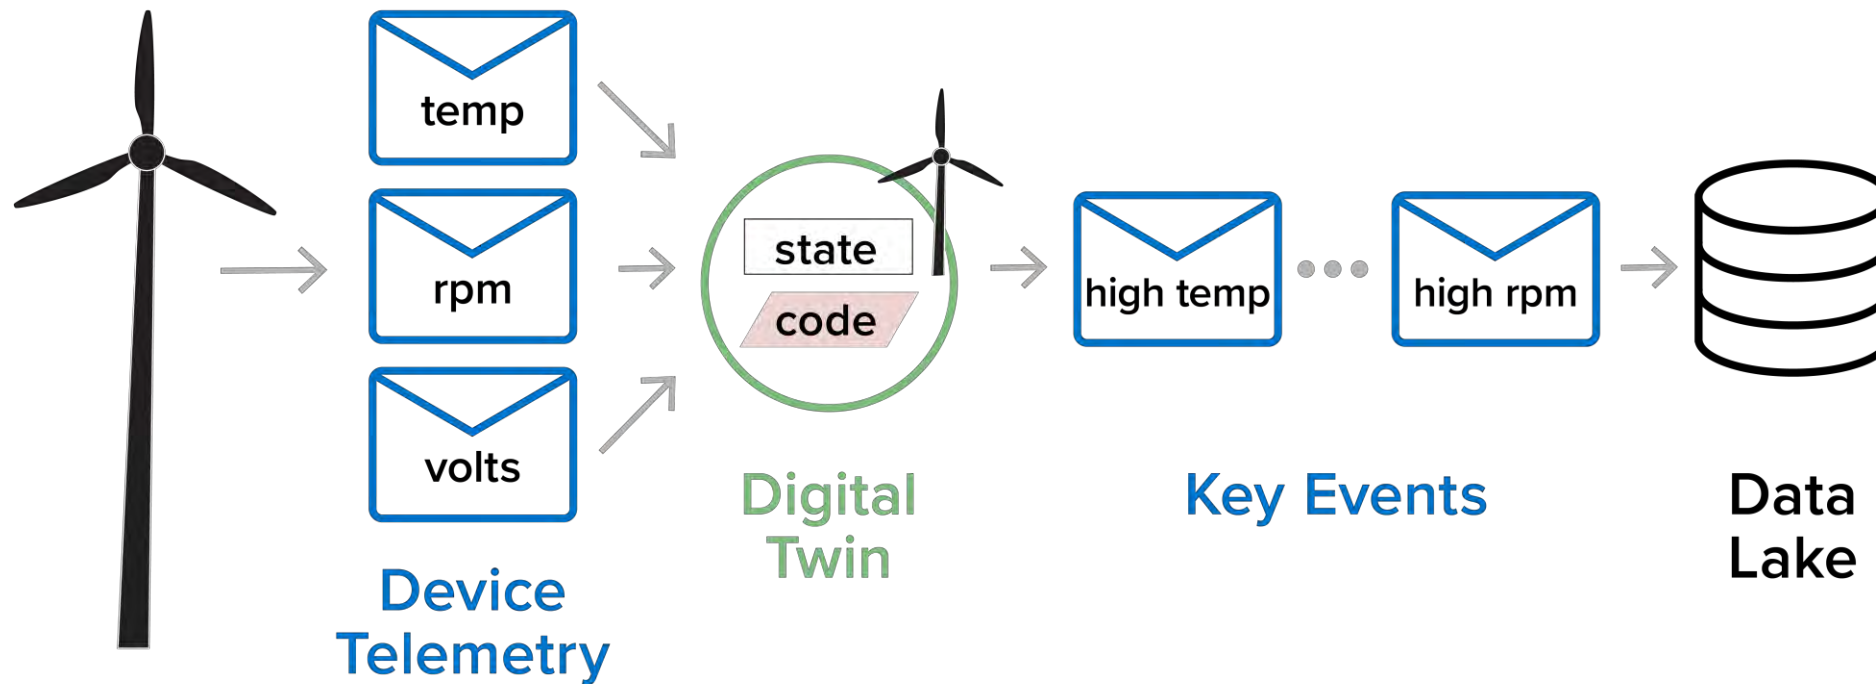 temp
rpm
volts
Device
Telemetry
state
code
Digital
Twin
high temp
high rpm
Key Events
Data
Lake